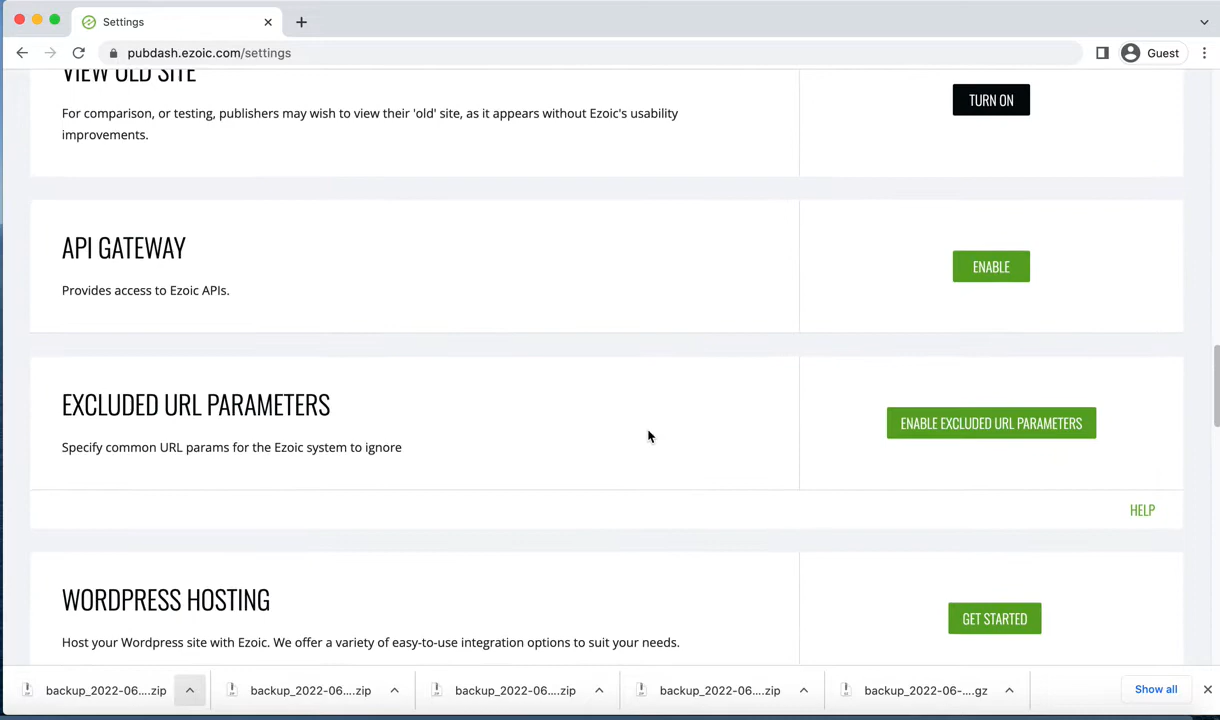 Settings
pubdash.ezoic.com/settings
Guest
VIEW OLD SITE
For comparison, or testing, publishers may wish to view their 'old' site, as it appears without Ezoic's usability
improvements.
TURN ON
API GATEWAY
Provides access to Ezoic APIs.
ENABLE
EXCLUDED URL PARAMETERS
Specify common URL params for the Ezoic system to ignore
ENABLE EXCLUDED URL PARAMETERS
HELP
WORDPRESS HOSTING
Host your Wordpress site with Ezoic. We offer a variety of easy-to-use integration options to suit your needs.
GET STARTED
backup_2022-06....zip
backup_2022-06....zip
backup_2022-06....zip
backup_2022-06....zip
backup_2022-06-....gz
Show all